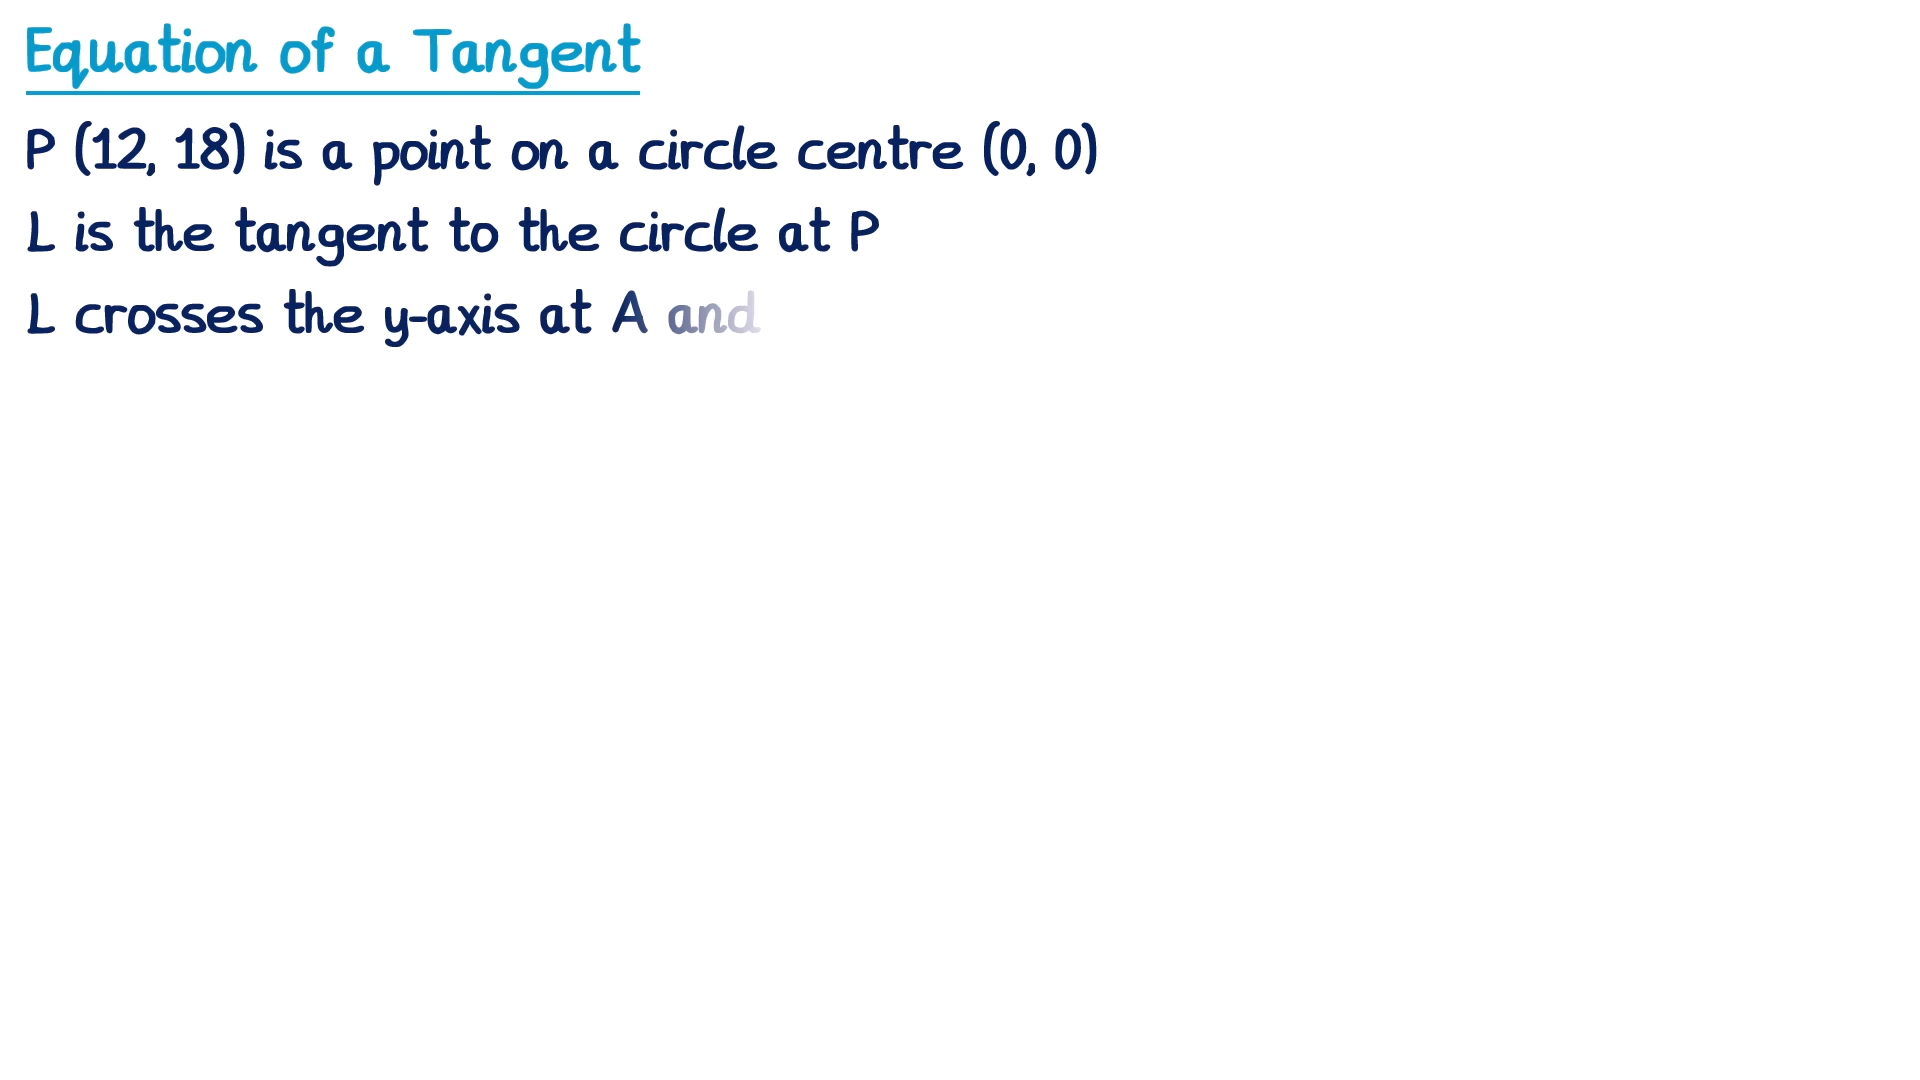 Equation of a Tangent
P (12, 18) is a point on a circle centre (0, 0)
L is the tangent to the circle at P
L crosses the y-axis at A and